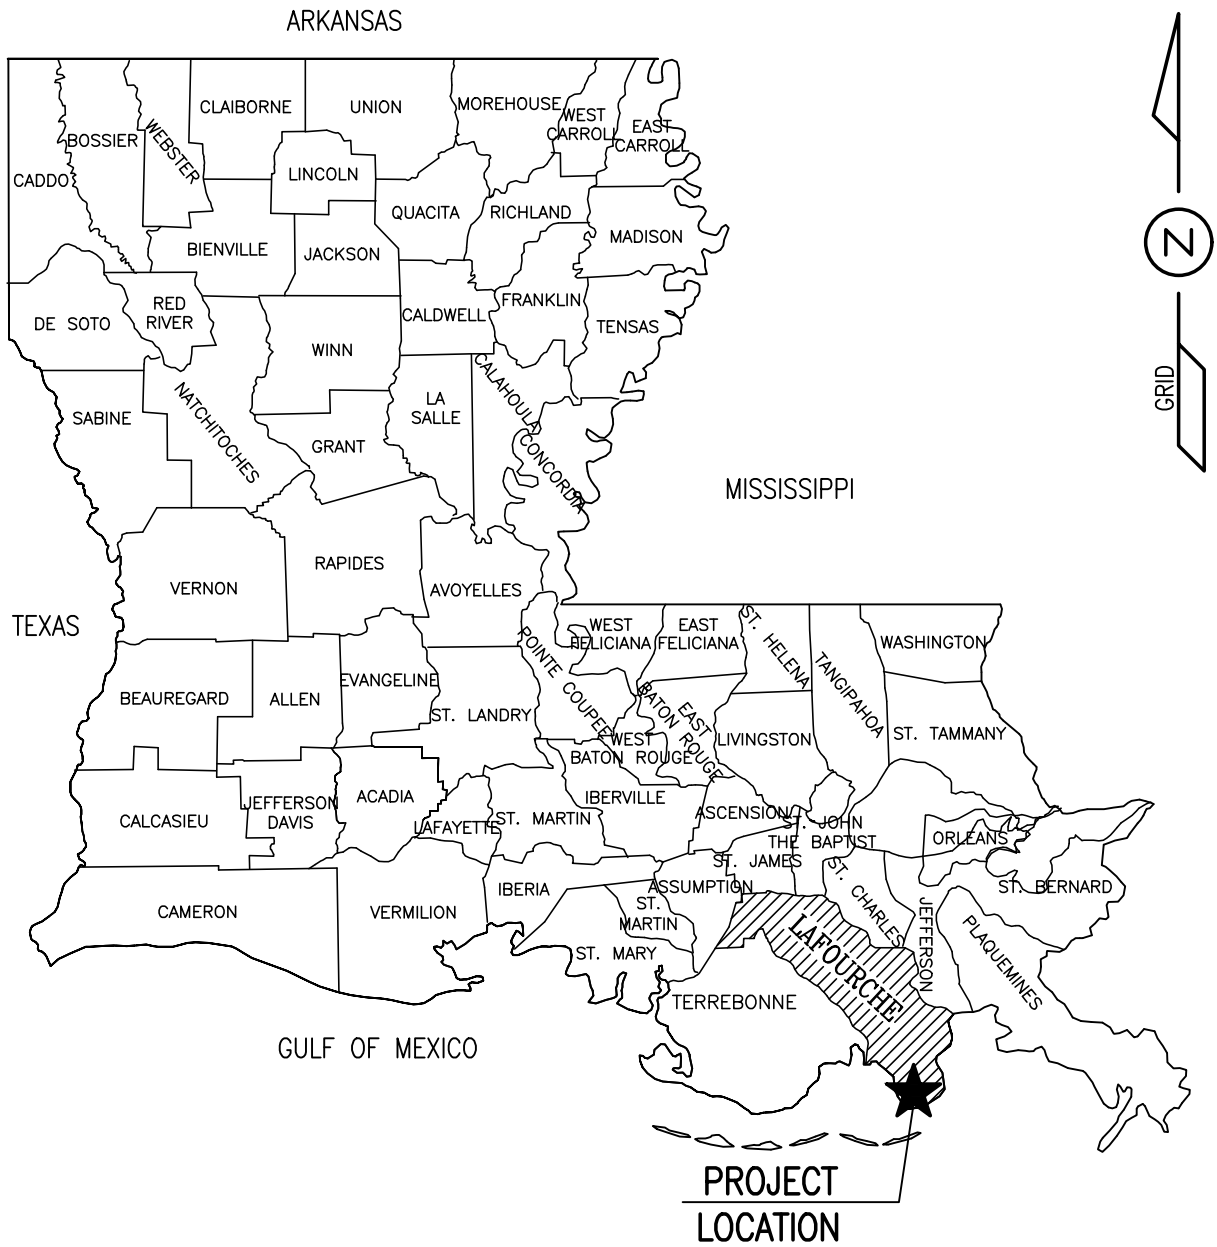 ARKANSAS
CLAIBORNE
UNION
MOREHOUSE
WEST
CARROLL
EAST
CARROLL
BOSSIER
WEBSTER
CADDO
LINCOLN
QUACITA
RICHLAND
MADISON
BIENVILLE
JACKSON
N
DE SOTO
RED
RIVER
CALDWELL
FRANKLIN
TENSAS
WINN
GRID
SABINE
NATCHITOCHES
LA
SALLE
CALAHOULA
GRANT
CONCORDIA
MISSISSIPPI
VERNON
RAPIDES
AVOYELLES
TEXAS
POINTE COUPEE
WEST
FELICIANA
EAST
FELICIANA
ST. HELENA
TANGIPAHOA
WASHINGTON
BEAUREGARD
ALLEN
EVANGELINE
ST. LANDRY
WEST
BATON ROUGE
EAST
BATON ROUGE
LIVINGSTON
ST. TAMMANY
CALCASIEU
JEFFERSON
DAVIS
ACADIA
LAFAYETTE
ST. MARTIN
IBERVILLE
ASCENSION
ST. JOHN
THE BAPTIST
ORLEANS
ST. JAMES
CAMERON
VERMILION
IBERIA
ASSUMPTION
ST.
MARTIN
ST. MARY
ST. CHARLES
JEFFERSON
ST. BERNARD
PLAQUEMINES
LAFOURCHE
TERREBONNE
GULF OF MEXICO
PROJECT
LOCATION